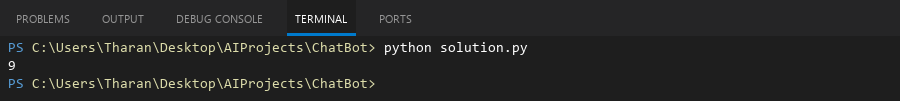 PROBLEMS OUTPUT DEBUG CONSOLE TERMINAL PORTS
PS C:\Users\Tharan\Desktop\AIProjects\ChatBot> python solution.py
9
PS C:\Users\Tharan\Desktop\AIProjects\ChatBot>